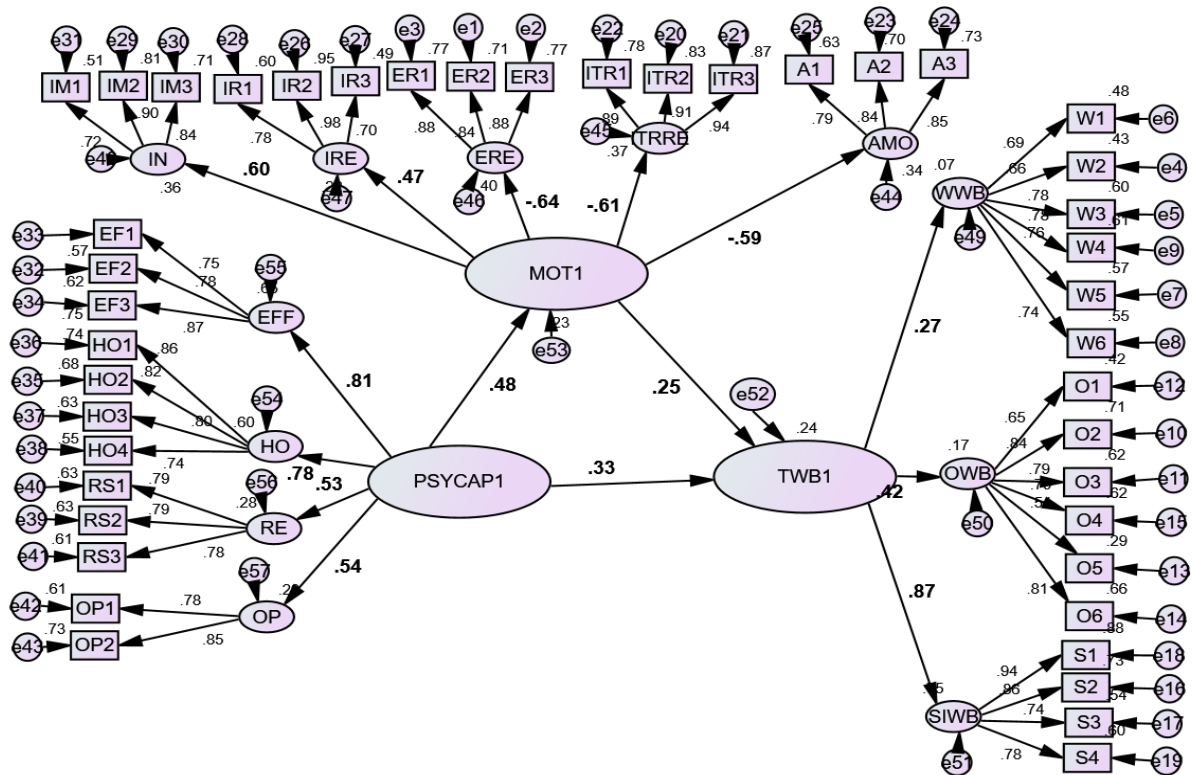 e31 e29 e30 e28 e26 e27 e3 e1 e2 e22 e20 e21 e25 e23 e24
.51 .81 .71 .60 .95 .49 .77 .71 .77 .78 .83 .87 .63 .70 .73
IM1 IM2 IM3 IR1 IR2 IR3 ER1 ER2 ER3 ITR1 ITR2 ITR3 A1 A2 A3
.72 .90 .84 .78 .98 .70 .88 .84 .88 .89 .91 .94 .79 .84 .85
IN IRE ERE AMO
e47 e46 e45 e44
.36 .40 .37 .34
.60 .47 -.64 -.61 -.59
MOT1
.23
e53
e33 EF1
.57 e32 EF2
.62 e34 EF3
.75
.75 .78 .87
e55
EFF
.81
e36 .74 HO1
e35 .68 HO2
e37 .63 HO3
e38 .55 HO4
.86 .82 .80 .74
e54
.60
HO
.78
e40 .63 RS1
e39 .63 RS2
e41 .61 RS3
.79 .79 .78
e56
.28
RE
.53
e42 .61 OP1
e43 .73 OP2
.78 .85
e57
OP
.54
PSYCAP1
.48
.33
.25
e52
.24
TWB1
.27
.42
.87
.07
WWB
e49
.69 .66 .78 .78 .76 .74
.48
W1 e6
.43
W2 e4
.60
W3 e5
.61
W4 e9
.57
W5 e7
.55
W6 e8
.17
OWB
e50
.65 .84 .79 .81
.42
O1 e12
.71
O2 e10
.62
O3 e11
.62
O4 e15
.29
O5 e13
.66
O6 e14
SIWB
e51
.94 .86 .74 .78
.88
S1 e18
.73
S2 e16
.54
S3 e17
.60
S4 e19